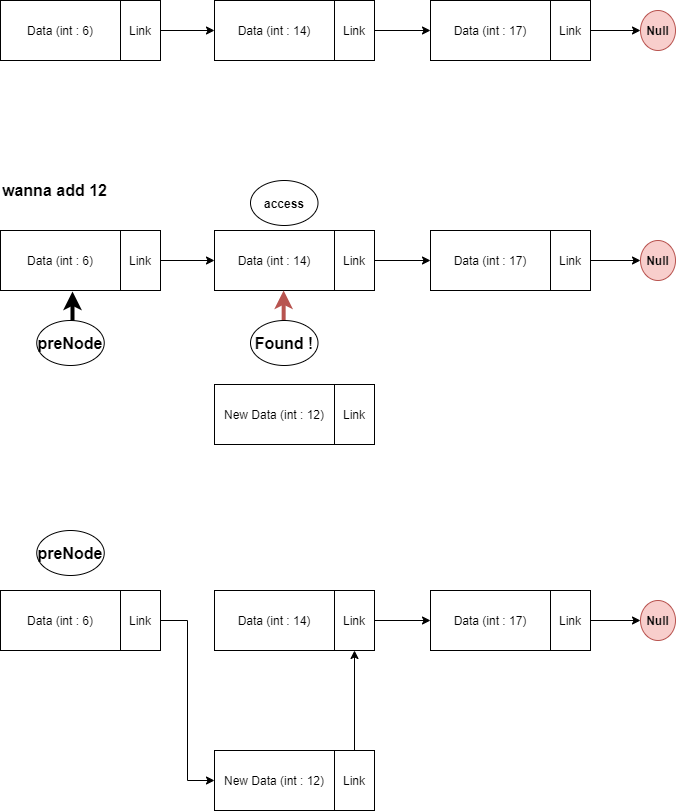 Data (int : 6) Link Data (int : 14) Link Data (int : 17) Link Null
wanna add 12
access
Data (int : 6) Link Data (int : 14) Link Data (int : 17) Link Null
preNode Found !
New Data (int : 12) Link
preNode
Data (int : 6) Link Data (int : 14) Link Data (int : 17) Link Null
New Data (int : 12) Link